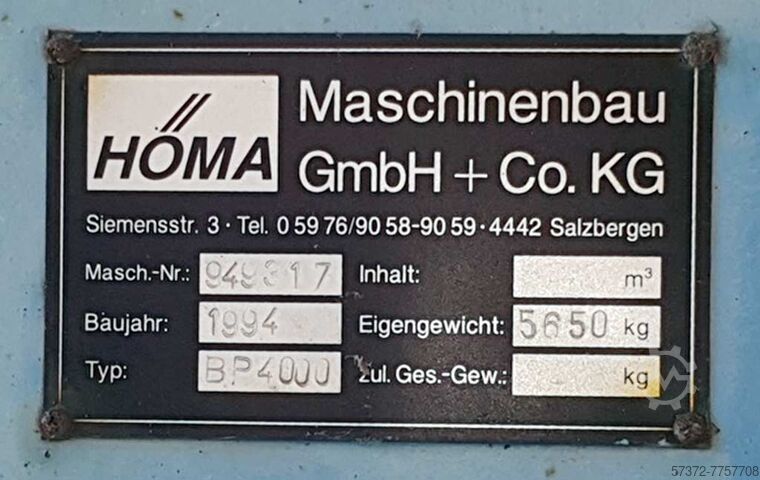 HÖMA
Maschinenbau
GmbH + Co. KG
Siemensstr. 3 · Tel. 0 59 76/90 58-90 59 · 4442 Salzbergen
Masch.-Nr.: 949317 Inhalt: m³
Baujahr: 1994 Eigengewicht: 5650 kg
Typ: BP4000 Zul. Ges.-Gew.: kg
57372-7757708